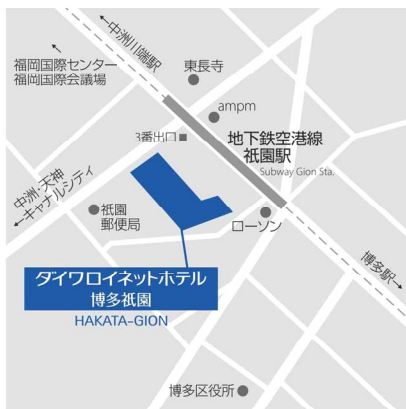 ←中洲川端駅
福岡国際センター
福岡国際会議場
東長寺
ampm
3番出口
地下鉄空港線
祇園駅
Subway Gion Sta.
中洲・天神
←キャナルシティ
祇園
郵便局
ローソン
博多駅→
ダイワロイネットホテル
博多祇園
HAKATA-GION
博多区役所